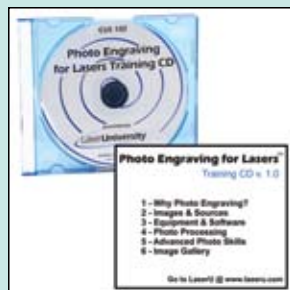 Photo Engraving
for Lasers Training CD
LaserUniversity
Photo Engraving for Lasers™
Training CD v. 1.0
1 - Why Photo Engraving?
2 - Images & Sources
3 - Equipment & Software
4 - Photo Processing
5 - Advanced Photo Skills
6 - Image Gallery
Go to LaserU @ www.laseru.com